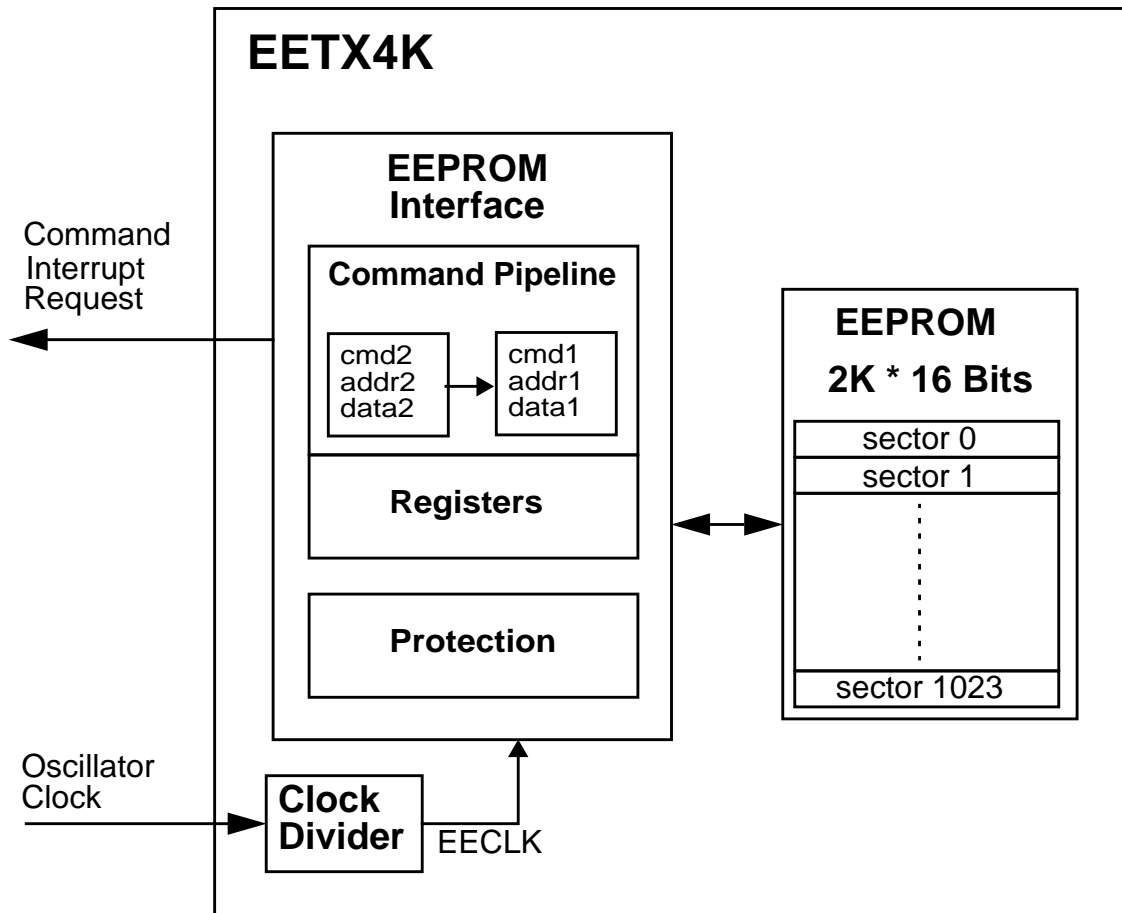 EETX4K
EEPROM
Interface
Command
Interrupt
Request
Command Pipeline
cmd2
addr2
data2
cmd1
addr1
data1
Registers
Protection
EEPROM
2K * 16 Bits
sector 0
sector 1
sector 1023
Oscillator
Clock
Clock
Divider
EECLK